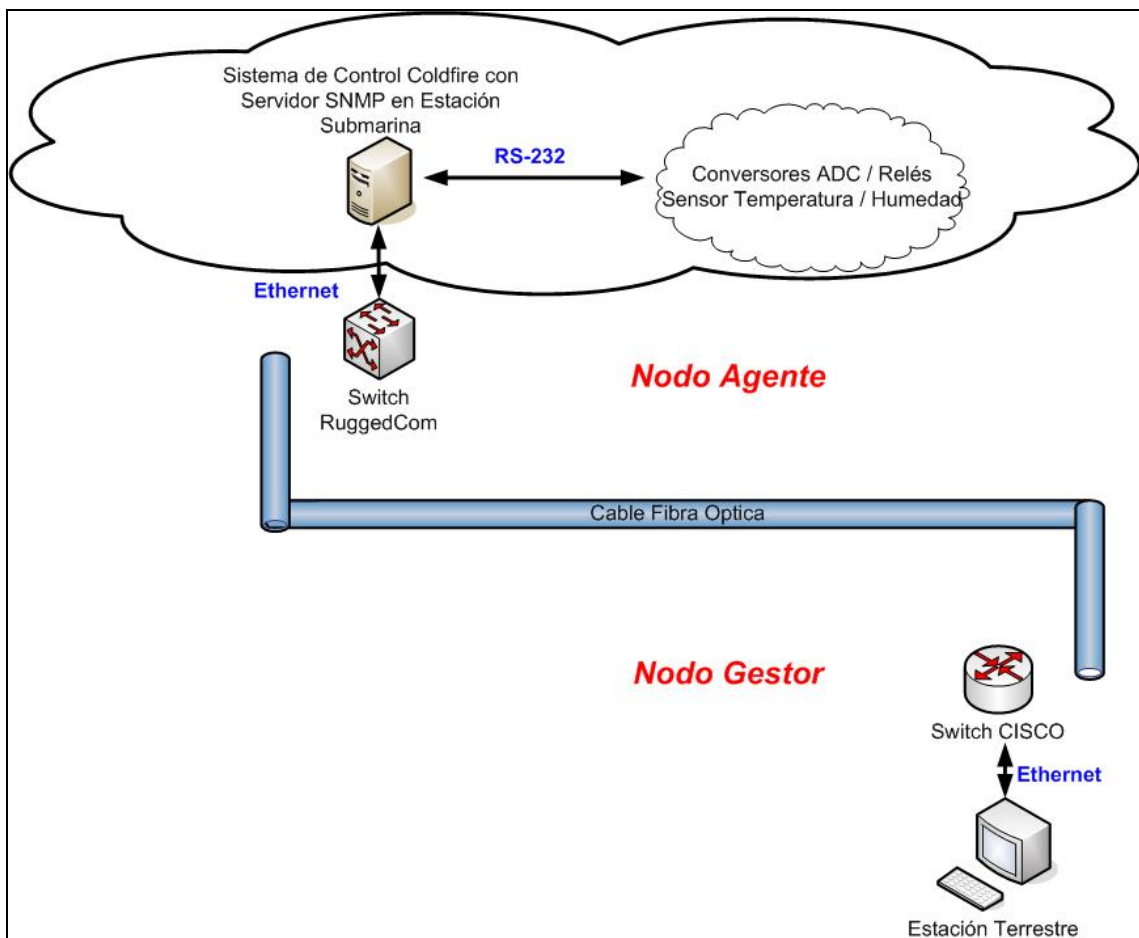 Sistema de Control Coldfire con
Servidor SNMP en Estación
Submarina
RS-232
Conversores ADC / Relés
Sensor Temperatura / Humedad
Ethernet
Switch
RuggedCom
Nodo Agente
Cable Fibra Optica
Nodo Gestor
Switch CISCO
Ethernet
Estación Terrestre